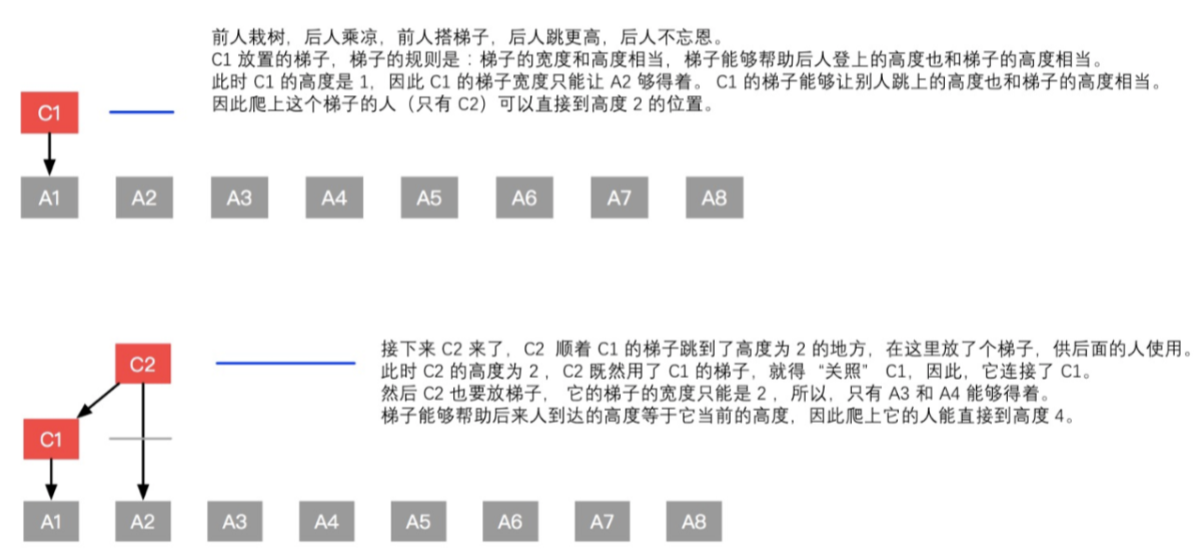 前人栽树，后人乘凉，前人搭梯子，后人跳更高，后人不忘恩。
C1 放置的梯子，梯子的规则是：梯子的宽度和高度相当，梯子能够帮助后人登上的高度也和梯子的高度相当。
此时 C1 的高度是 1，因此 C1 的梯子宽度只能让 A2 够得着。 C1 的梯子能够让别人跳上的高度也和梯子的高度相当。
因此爬上这个梯子的人（只有 C2）可以直接到高度 2 的位置。
C1
A1 A2 A3 A4 A5 A6 A7 A8
接下来 C2 来了，C2 顺着 C1 的梯子跳到了高度为 2 的地方，在这里放了个梯子，供后面的人使用。
此时 C2 的高度为 2，C2 既然用了 C1 的梯子，就得“关照” C1，因此，它连接了 C1。
然后 C2 也要放梯子， 它的梯子的宽度只能是 2，所以，只有 A3 和 A4 能够得着。
梯子能够帮助后来人到达的高度等于它当前的高度，因此爬上它的人能直接到高度 4。
C2
C1
A1 A2 A3 A4 A5 A6 A7 A8